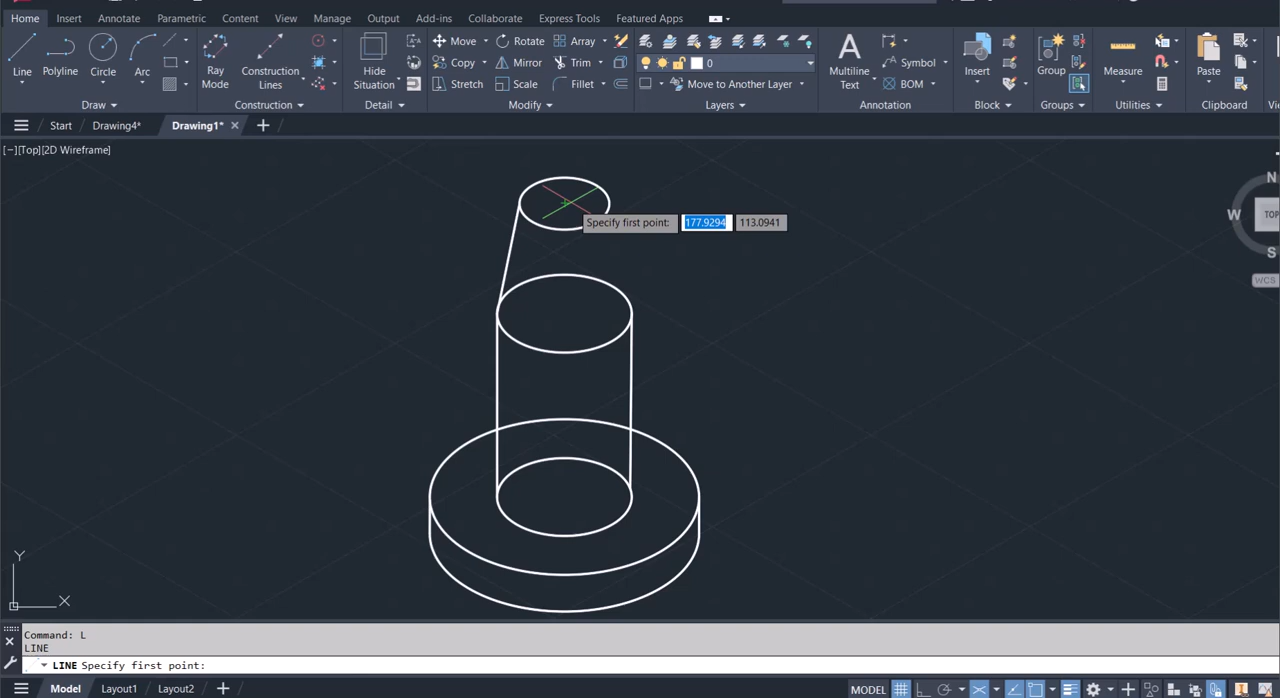 Home Insert Annotate Parametric Content View Manage Output Add-ins Collaborate Express Tools Featured Apps
Line Polyline Circle Arc
Draw
Ray Mode
Construction Lines
Construction
Hide Situation
Detail
Move Rotate Array
Copy Mirror Trim
Stretch Scale Fillet
Modify
0
Move to Another Layer
Layers
Multiline Text
Symbol
BOM
Annotation
Insert
Block
Group
Groups
Measure
Utilities
Paste
Clipboard
Start Drawing4* Drawing1*
[−][Top][2D Wireframe]
N
W TOP
S
WCS
Specify first point: 177.9294 113.0941
Y
X
Command: L
LINE
LINE Specify first point:
Model Layout1 Layout2 MODEL